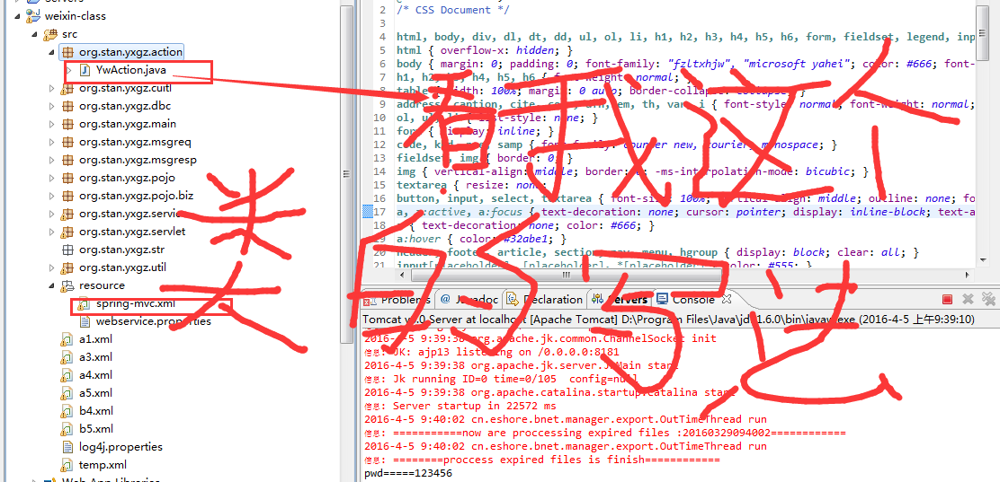 Servers
weixin-class
src
org.stan.yxgz.action
YwAction.java
org.stan.yxgz.cuitl
org.stan.yxgz.dbc
org.stan.yxgz.main
org.stan.yxgz.msgreq
org.stan.yxgz.msgresp
org.stan.yxgz.pojo
org.stan.yxgz.pojo.biz
org.stan.yxgz.servic
org.stan.yxgz.servlet
org.stan.yxgz.str
org.stan.yxgz.util
resource
spring-mvc.xml
webservice.properties
a1.xml
a3.xml
a4.xml
a5.xml
b4.xml
b5.xml
log4j.properties
temp.xml
Web App Libraries
类
2 /* CSS Document */
3
4 html, body, div, dl, dt, dd, ul, ol, li, h1, h2, h3, h4, h5, h6, form, fieldset, legend, inp
5 html { overflow-x: hidden; }
6 body { margin: 0; padding: 0; font-family: "fzltxhjw", "microsoft yahei"; color: #666; font-
7 h1, h2, h3, h4, h5, h6 { font-weight: normal; }
8 table { width: 100%; margin: 0 auto; border-collapse: collapse; }
9 address, caption, cite, code, dfn, em, th, var, i { font-style: normal; font-weight: normal;
10 ol, ul, li { list-style: none; }
11 form { display: inline; }
12 code, kbd, pre, samp { font-family: courier new, courier, monospace; }
13 fieldset, img { border: 0; }
14 img { vertical-align: middle; border: 0; -ms-interpolation-mode: bicubic; }
15 textarea { resize: none;
16 button, input, select, textarea { font-size: 100%; vertical-align: middle; outline: none; fo
17 a, a:active, a:focus { text-decoration: none; cursor: pointer; display: inline-block; text-a
18 { text-decoration: none; color: #666; }
19 a:hover { color: #32abe1; }
20 header, footer, article, section, nav, menu, hgroup { display: block; clear: all; }
21 input[placeholder], [placeholder], *[placeholder] { color: #555; }
看我这个
Problems @ Javadoc Declaration Servers Console
Tomcat v6.0 Server at localhost [Apache Tomcat] D:\Program Files\Java\jdk1.6.0\bin\javaw.exe (2016-4-5 上午9:39:10)
2016-4-5 9:39:38 org.apache.jk.common.ChannelSocket init
信息: JK: ajp13 listening on /0.0.0.0:8181
2016-4-5 9:39:38 org.apache.jk.server.JkMain start
信息: Jk running ID=0 time=0/105 config=null
2016-4-5 9:39:38 org.apache.catalina.startup.Catalina start
信息: Server startup in 22572 ms
2016-4-5 9:40:02 cn.eshore.bnet.manager.export.OutTimeThread run
信息: ===========now are proccessing expired files :20160329094002============
2016-4-5 9:40:02 cn.eshore.bnet.manager.export.OutTimeThread run
信息: ========proccess expired files is finish============
pwd=====123456